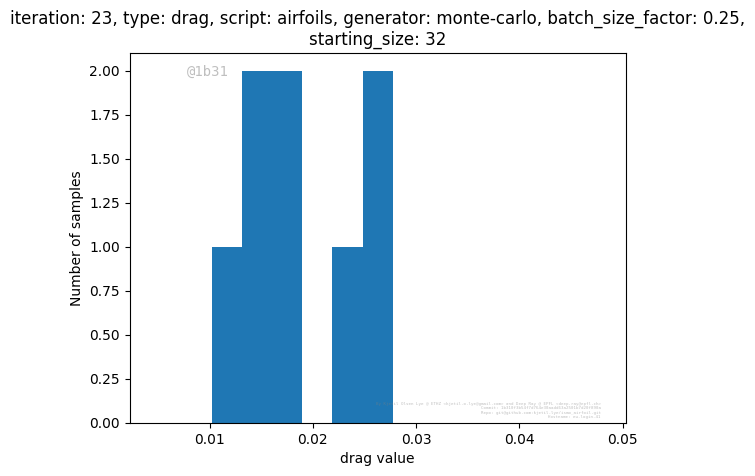 iteration: 23, type: drag, script: airfoils, generator: monte-carlo, batch_size_factor: 0.25,
starting_size: 32
@1b31
2.00
1.75
1.50
1.25
1.00
0.75
0.50
0.25
0.00
Number of samples
0.01 0.02 0.03 0.04 0.05
drag value